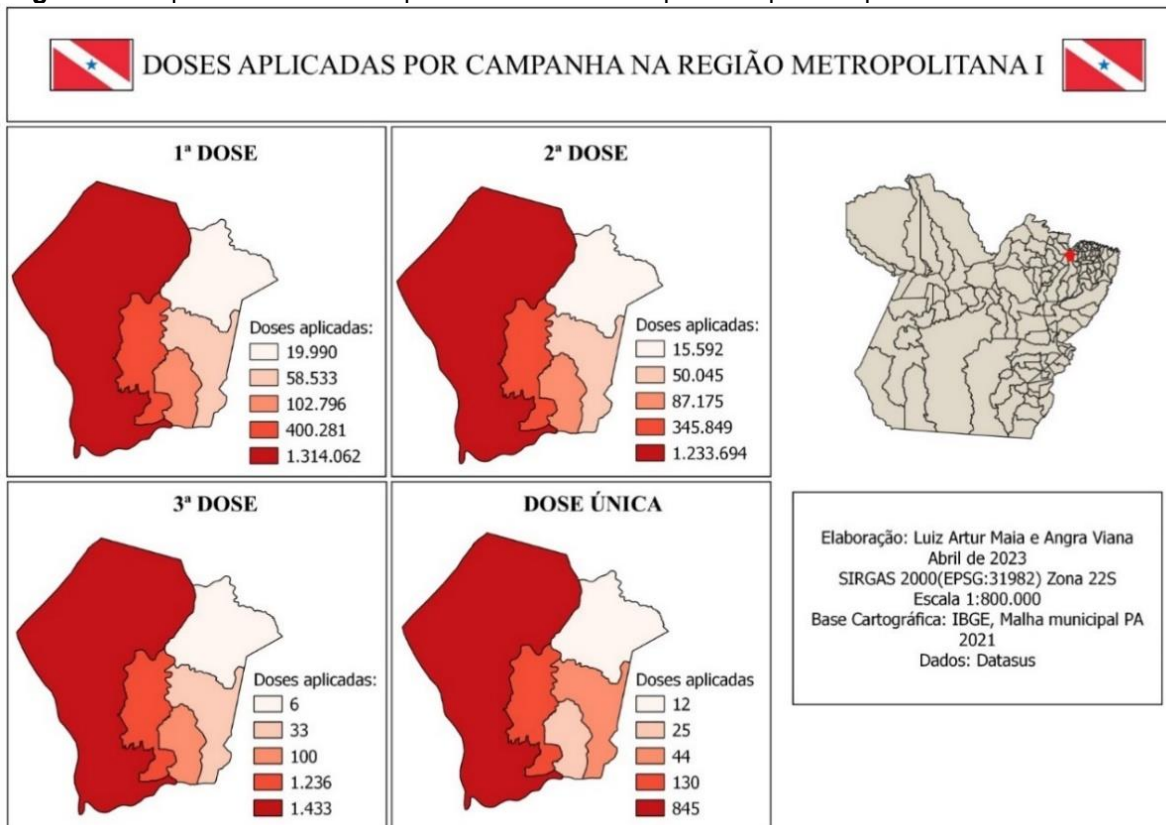 DOSES APLICADAS POR CAMPANHA NA REGIÃO METROPOLITANA I
1ª DOSE
Doses aplicadas:
19.990
58.533
102.796
400.281
1.314.062
2ª DOSE
Doses aplicadas:
15.592
50.045
87.175
345.849
1.233.694
3ª DOSE
Doses aplicadas:
6
33
100
1.236
1.433
DOSE ÚNICA
Doses aplicadas
12
25
44
130
845
Elaboração: Luiz Artur Maia e Angra Viana
Abril de 2023
SIRGAS 2000(EPSG:31982) Zona 22S
Escala 1:800.000
Base Cartográfica: IBGE, Malha municipal PA
2021
Dados: Datasus